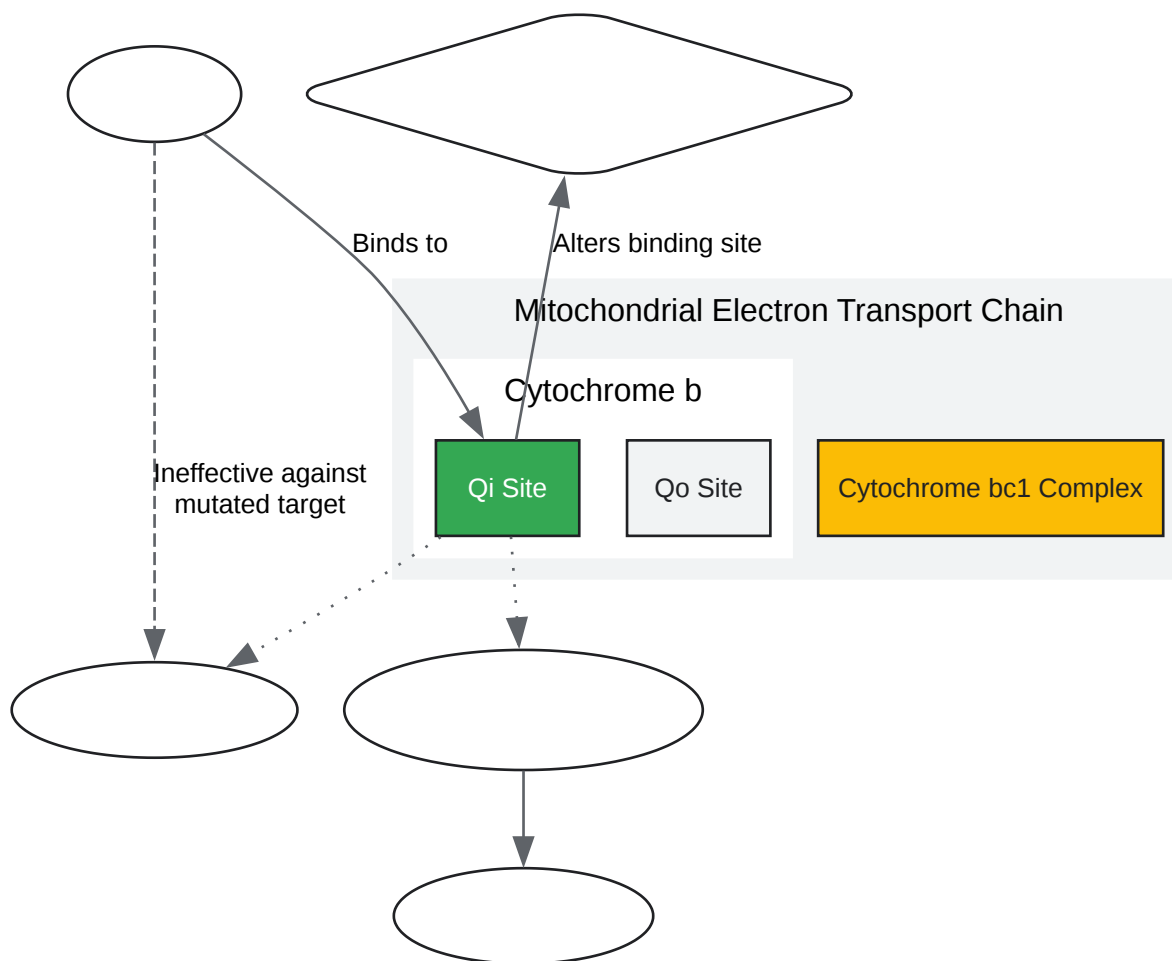 Binds to
Alters binding site
Mitochondrial Electron Transport Chain
Cytochrome b
Ineffective against
mutated target
Qi Site
Qo Site
Cytochrome bc1 Complex